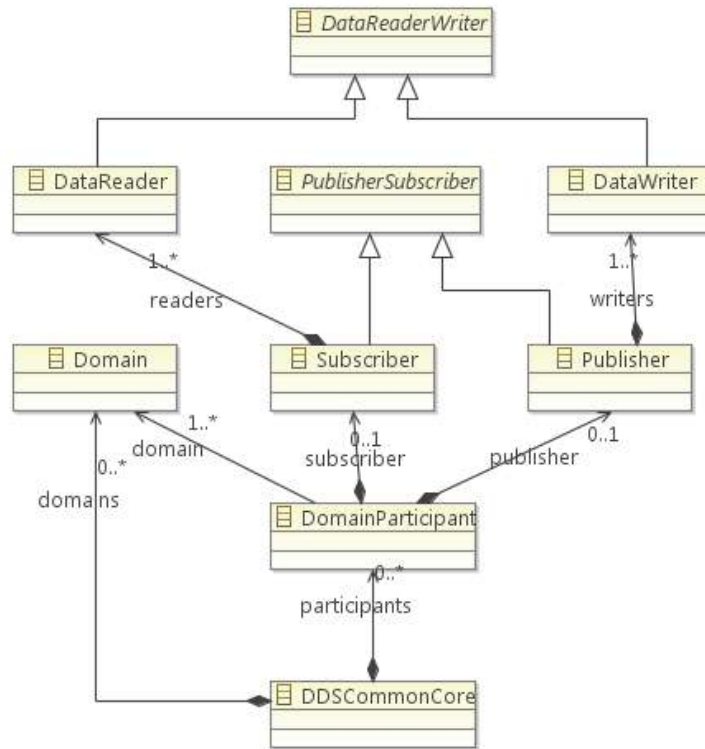 DataReaderWriter
DataReader
PublisherSubscriber
DataWriter
1..*
readers
1..*
writers
Domain
Subscriber
Publisher
1..*
domain
0..1
subscriber
0..1
publisher
0..*
domains
DomainParticipant
0..*
participants
DDSCommonCore